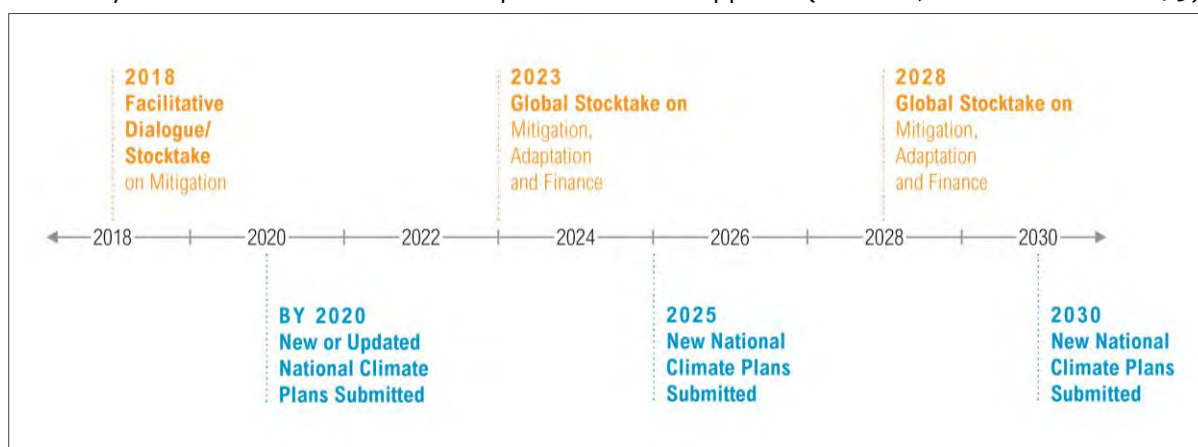 2018
Facilitative
Dialogue/
Stocktake
on Mitigation
2023
Global Stocktake on
Mitigation,
Adaptation
and Finance
2028
Global Stocktake on
Mitigation,
Adaptation
and Finance
2018 2020 2022 2024 2026 2028 2030
BY 2020
New or Updated
National Climate
Plans Submitted
2025
New National
Climate Plans
Submitted
2030
New National
Climate Plans
Submitted